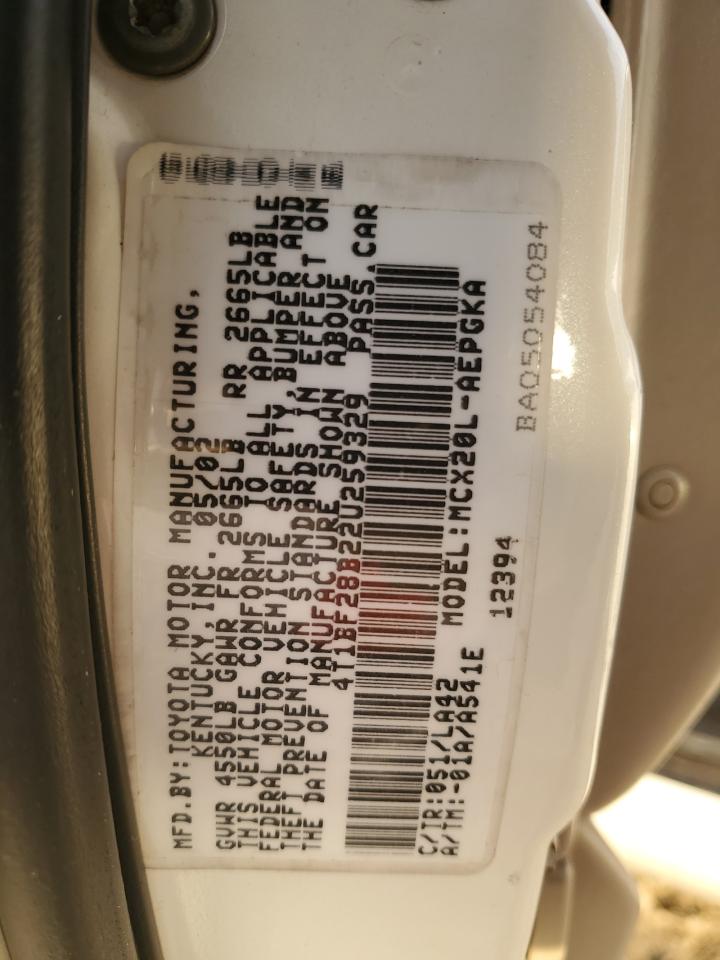 MFD.BY:TOYOTA MOTOR MANUFACTURING,
KENTUCKY,INC. 05/02
GVWR 4550LB GAWR FR 2665LB RR 2665LB
THIS VEHICLE CONFORMS TO ALL APPLICABLE
FEDERAL MOTOR VEHICLE SAFETY,BUMPER AND
THEFT PREVENTION STANDARDS IN EFFECT ON
THE DATE OF MANUFACTURE SHOWN ABOVE.
4T1BF28B22U259329 PASS. CAR
C/TR:051/LA42 MODEL:MCX20L-AEPGKA
A/TM:-01A/A541E
12394
BA05054084